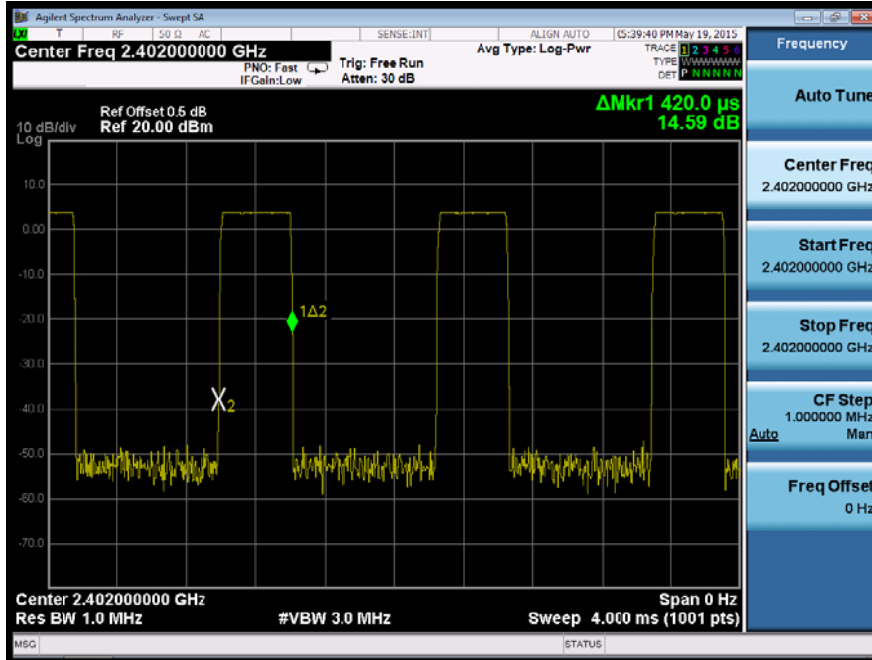 Agilent Spectrum Analyzer - Swept SA
LXI T RF 50 Ω AC SENSE:INT ALIGN AUTO 05:39:40 PM May 19, 2015
Center Freq 2.402000000 GHz
PNO: Fast
IFGain:Low
Trig: Free Run
Atten: 30 dB
Avg Type: Log-Pwr
TRACE 1 2 3 4 5 6
TYPE WWWWWW
DET P N N N N N
Ref Offset 0.5 dB
10 dB/div Ref 20.00 dBm
Log
ΔMkr1 420.0 µs
14.59 dB
10.0
0.00
-10.0
-20.0
-30.0
-40.0
-50.0
-60.0
-70.0
1Δ2
X2
Center 2.402000000 GHz Span 0 Hz
Res BW 1.0 MHz #VBW 3.0 MHz Sweep 4.000 ms (1001 pts)
MSG STATUS
Frequency
Auto Tune
Center Freq
2.402000000 GHz
Start Freq
2.402000000 GHz
Stop Freq
2.402000000 GHz
CF Step
1.000000 MHz
Auto Man
Freq Offset
0 Hz